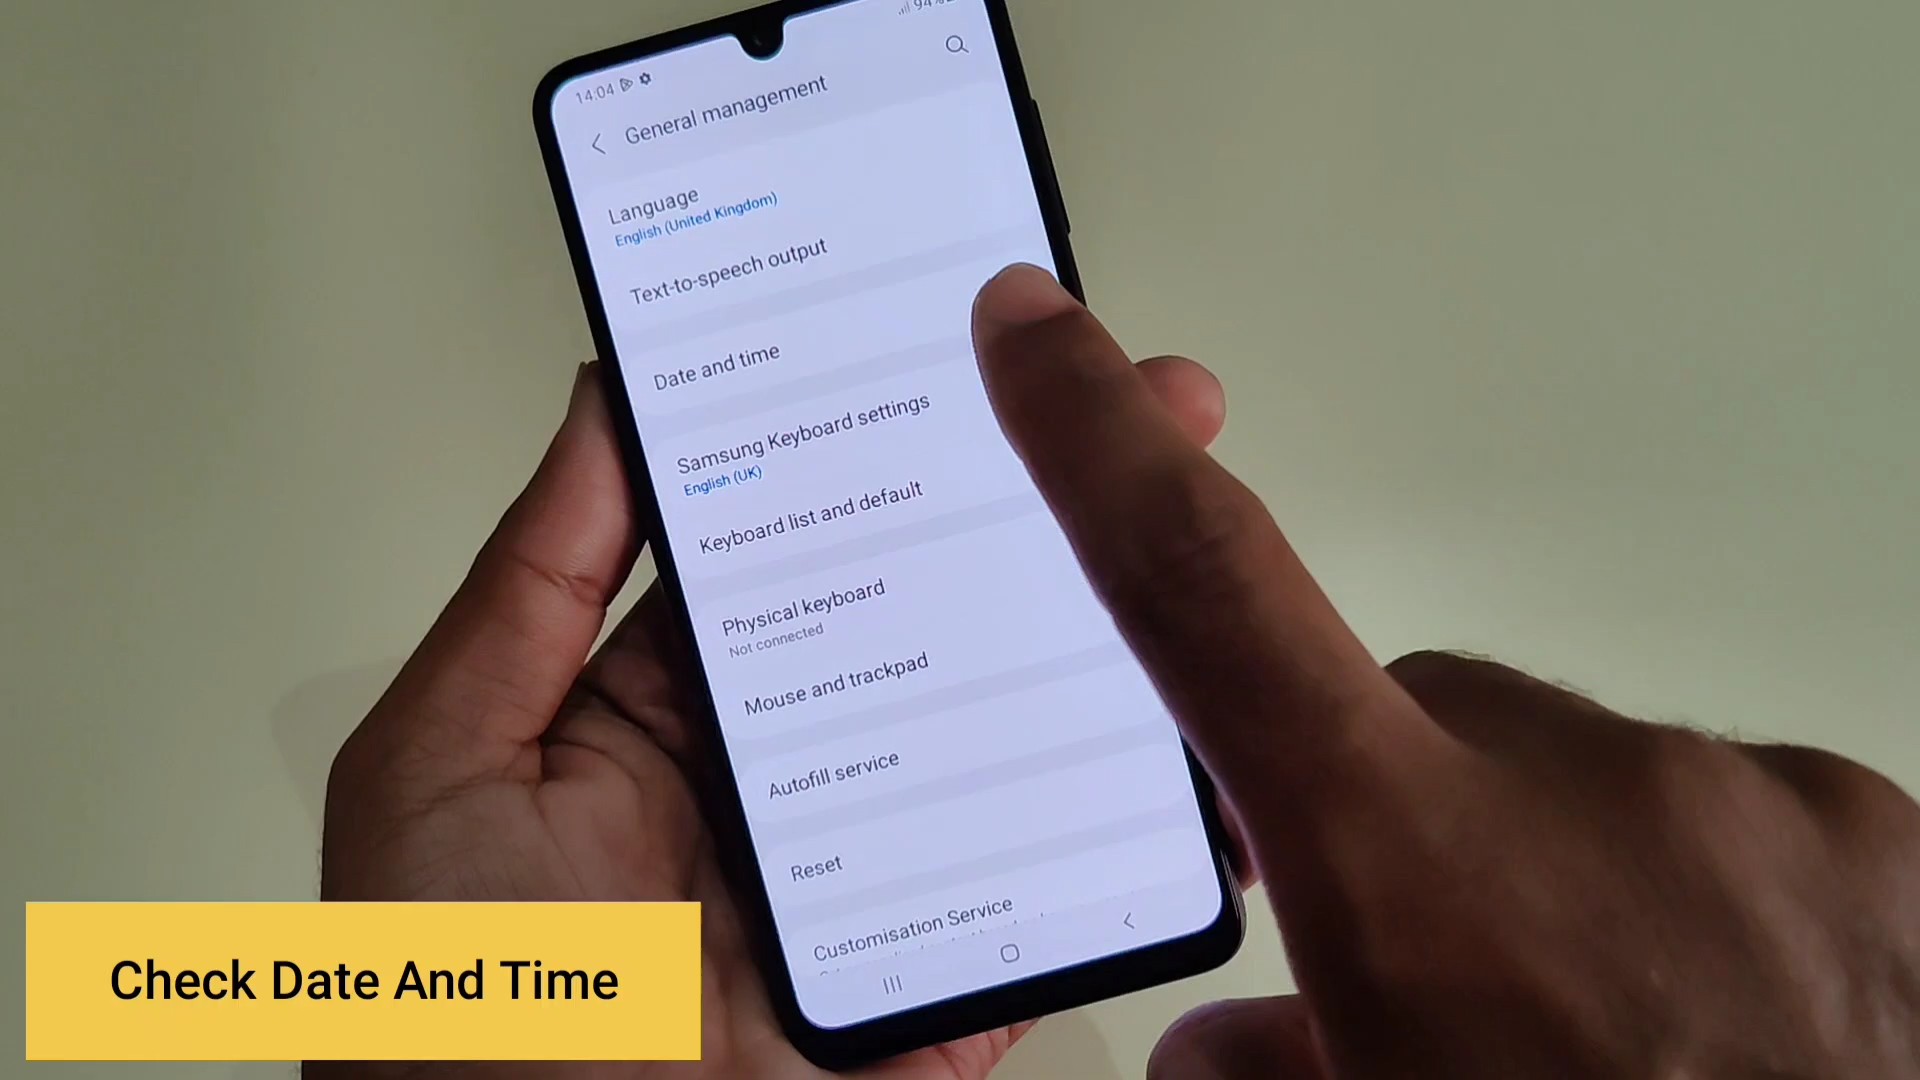 14:04
94%
General management
Language
English (United Kingdom)
Text-to-speech output
Date and time
Samsung Keyboard settings
English (UK)
Keyboard list and default
Physical keyboard
Not connected
Mouse and trackpad
Autofill service
Reset
Customisation Service
Check Date And Time